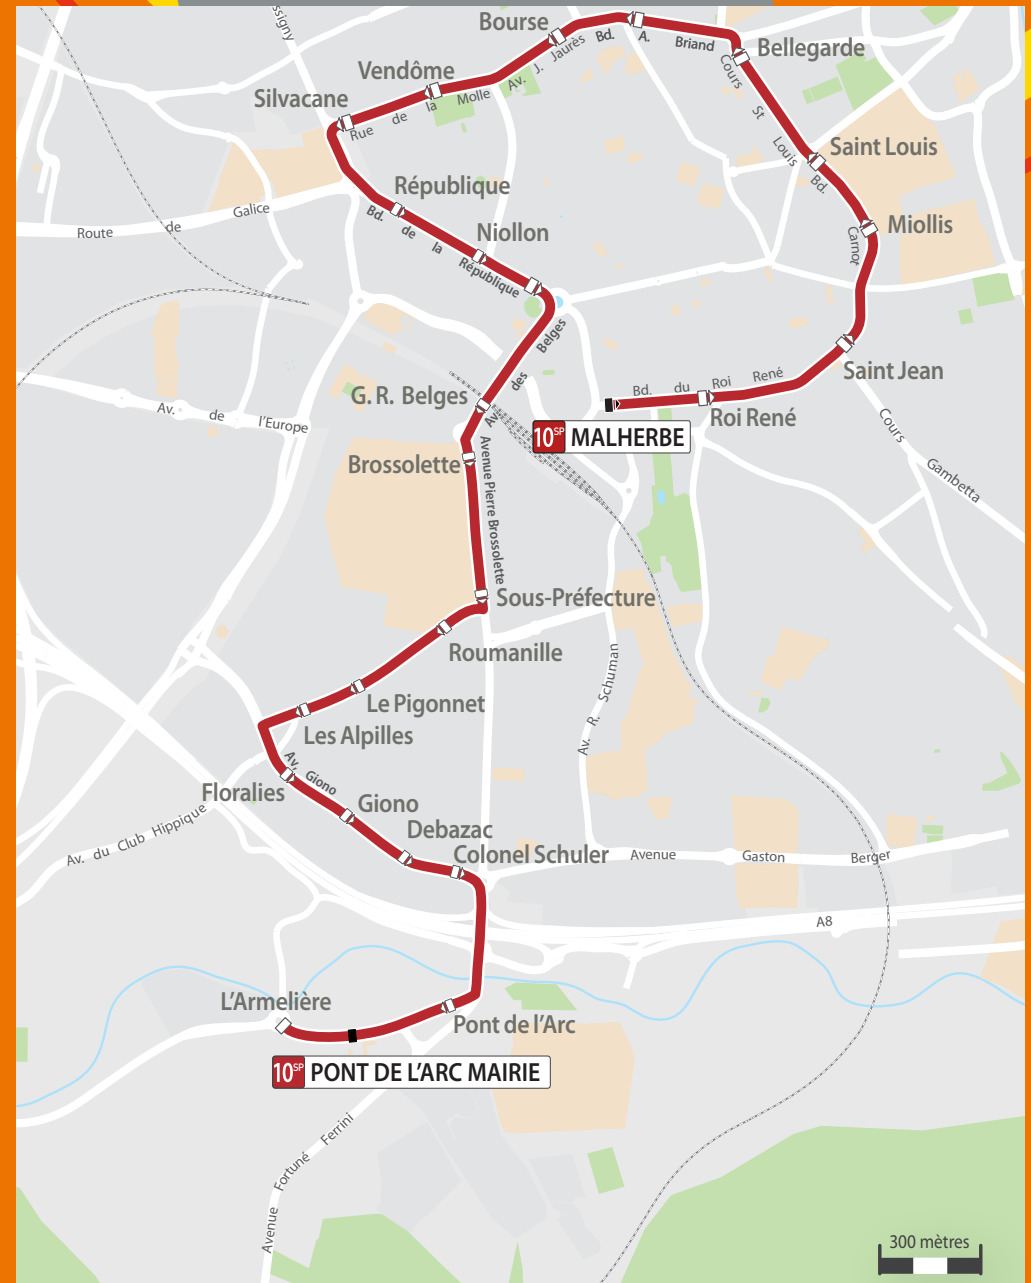 ssigny
Bourse
Bd. A. Briand
Bellegarde
Av. J. Jaurès
Vendôme
Silvacane
Rue de la Molle
Cours St Louis
Saint Louis
Bd. Carnot
République
Miollis
Route de Galice
Niollon
Bd. de la République
Av. des Belges
Saint Jean
G. R. Belges
Bd. du Roi René
Roi René
Av. de l'Europe
10SP MALHERBE
Cours Gambetta
Brossolette
Avenue Pierre Brossolette
Sous-Préfecture
Roumanille
Av. R. Schuman
Le Pigonnet
Les Alpilles
Av. Giono
Floralies
Giono
Av. du Club Hippique
Debazac
Colonel Schuler
Avenue Gaston Berger
A8
L'Armelière
Pont de l'Arc
10SP PONT DE L'ARC MAIRIE
Avenue Fortuné Ferrini
300 mètres